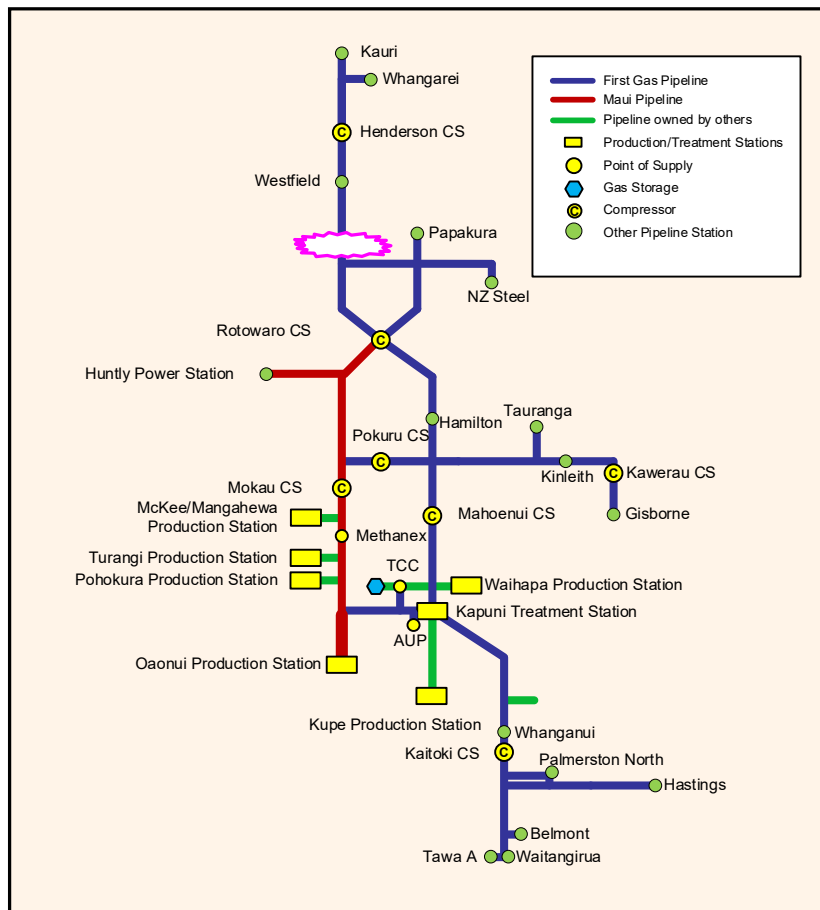 Kauri
Whangarei
Henderson CS
Westfield
Papakura
NZ Steel
Rotowaro CS
Huntly Power Station
Hamilton
Tauranga
Pokuru CS
Kinleith
Kawerau CS
Mokau CS
McKee/Mangahewa
Production Station
Mahoenui CS
Gisborne
Methanex
Turangi Production Station
TCC
Pohokura Production Station
Waihapa Production Station
Kapuni Treatment Station
AUP
Oaonui Production Station
Kupe Production Station
Whanganui
Kaitoki CS
Palmerston North
Hastings
Belmont
Tawa A
Waitangirua
First Gas Pipeline
Maui Pipeline
Pipeline owned by others
Production/Treatment Stations
Point of Supply
Gas Storage
C
Compressor
Other Pipeline Station
C
C
C
C
C
C
C